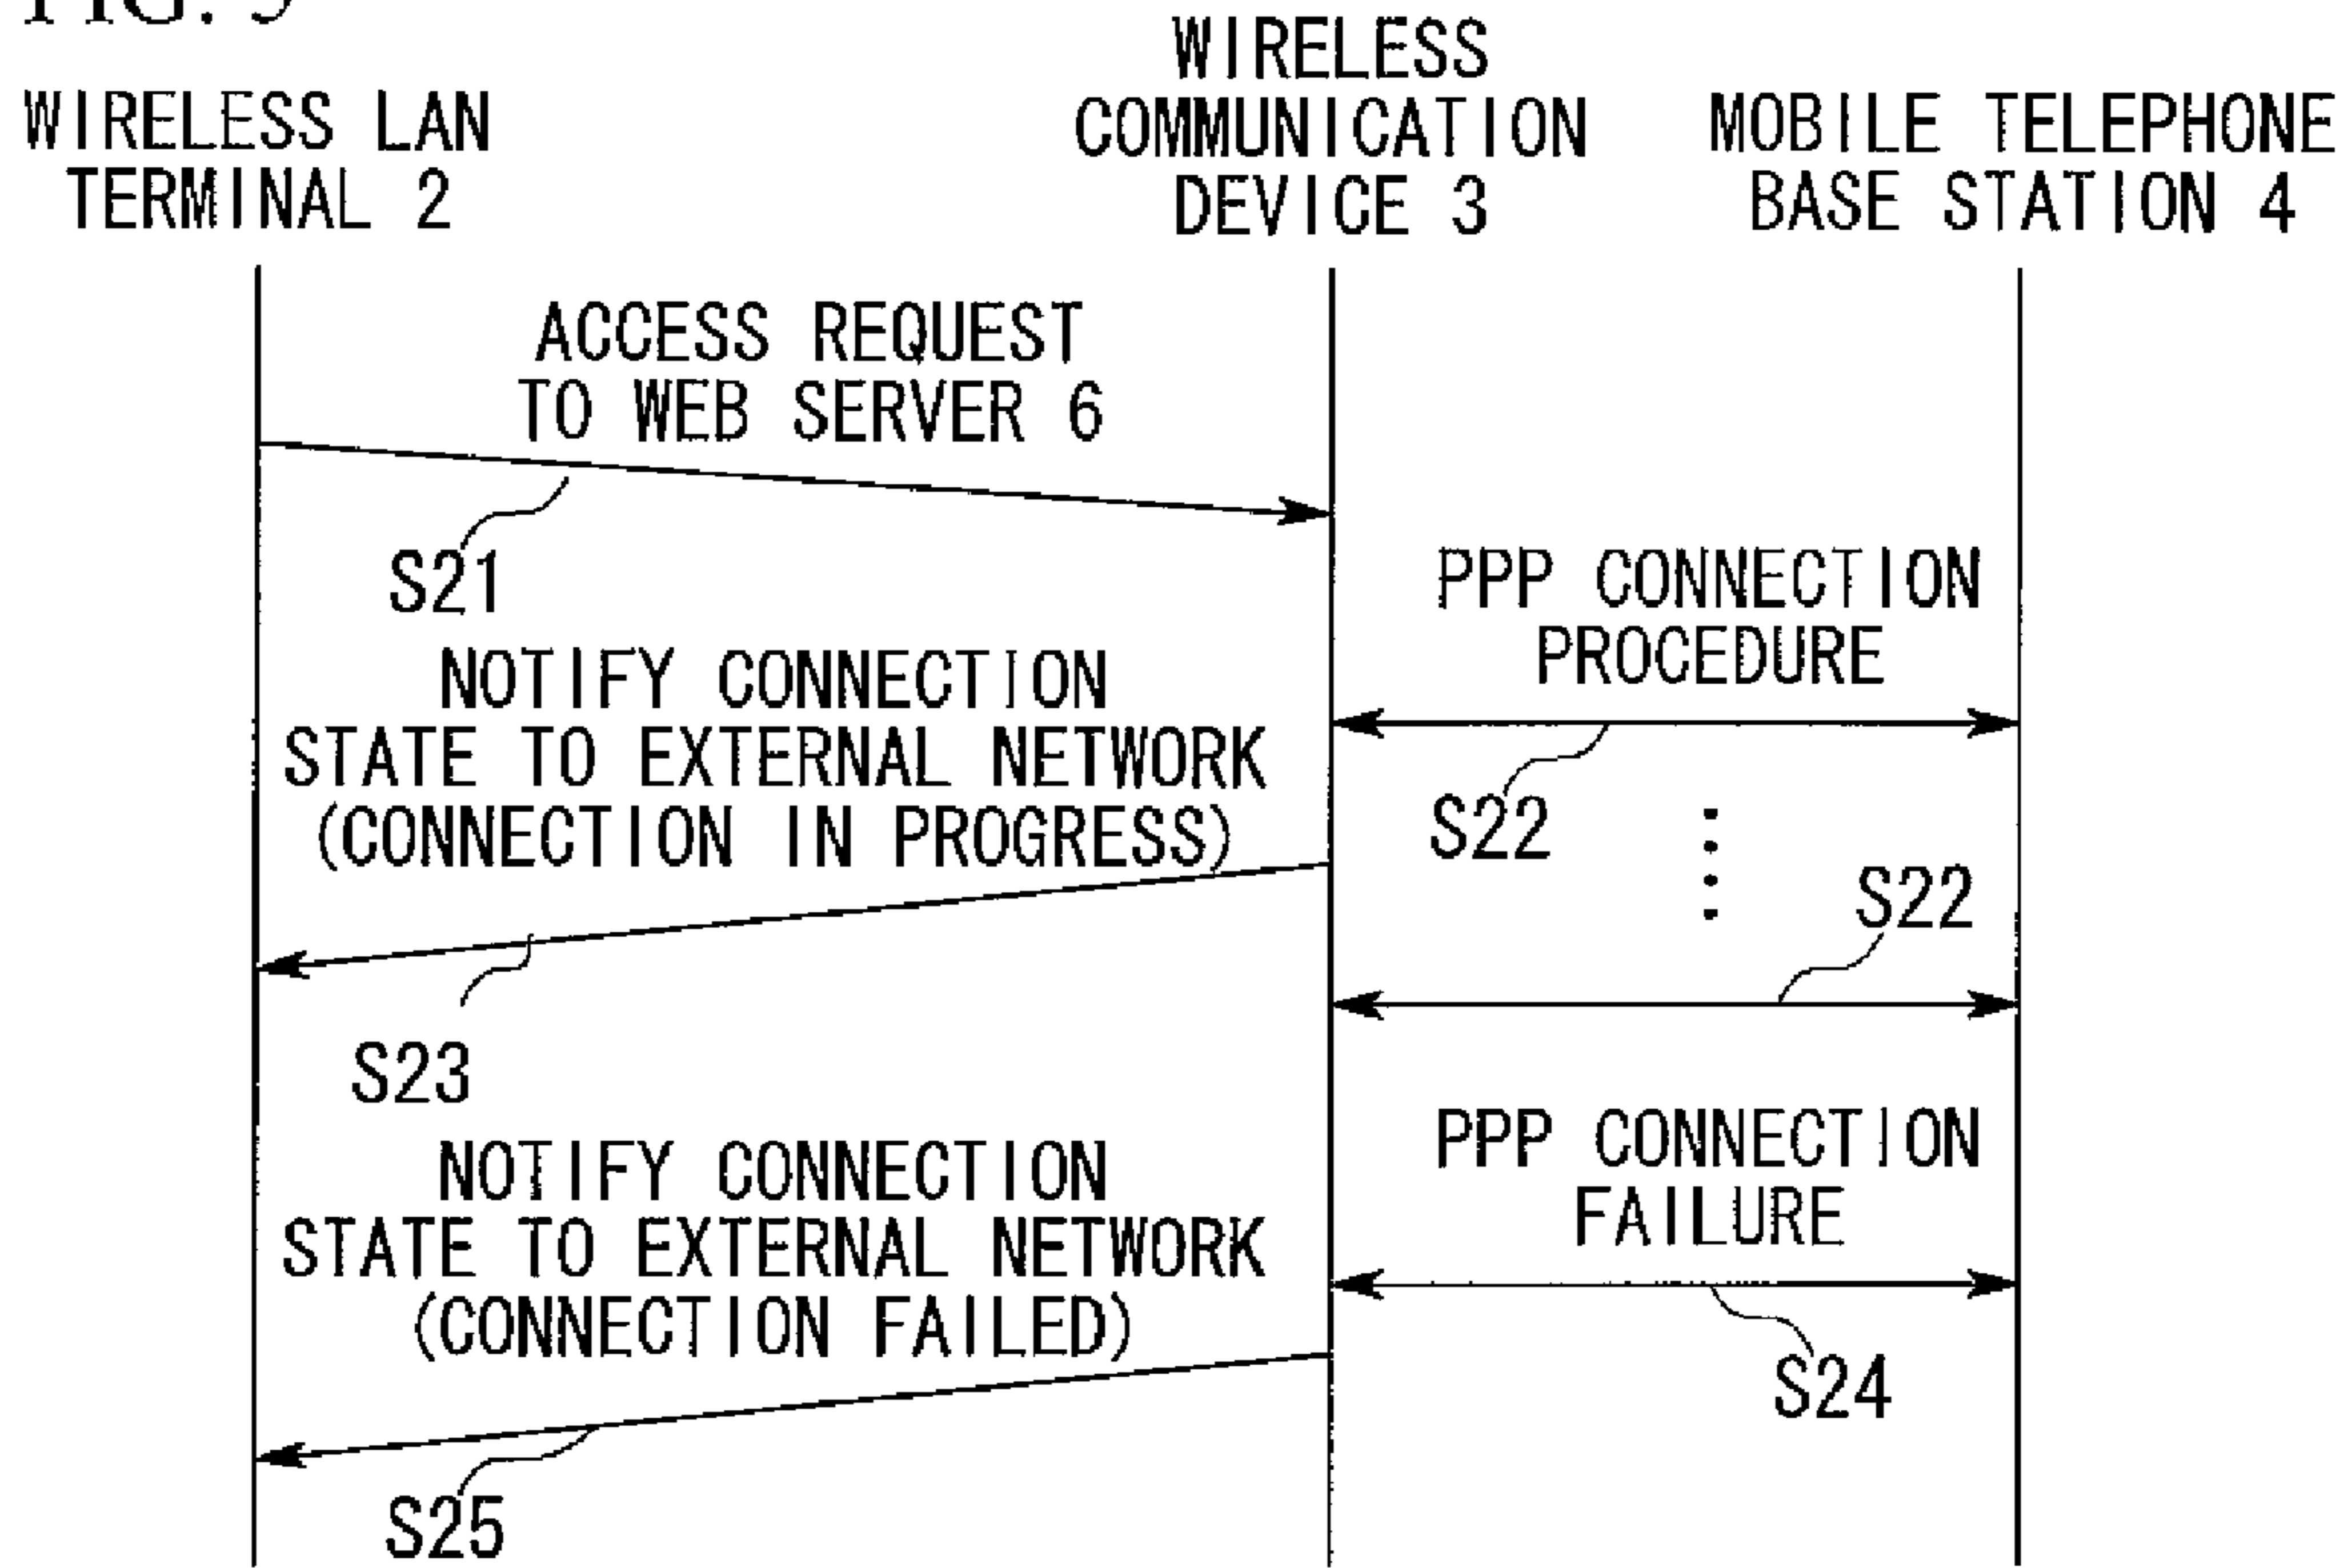 WIRELESS LAN
TERMINAL 2
WIRELESS
COMMUNICATION
DEVICE 3
MOBILE TELEPHONE
BASE STATION 4
ACCESS REQUEST
TO WEB SERVER 6
S21
PPP CONNECTION
PROCEDURE
S22
S22
NOTIFY CONNECTION
STATE TO EXTERNAL NETWORK
(CONNECTION IN PROGRESS)
S23
PPP CONNECTION
FAILURE
S24
NOTIFY CONNECTION
STATE TO EXTERNAL NETWORK
(CONNECTION FAILED)
S25